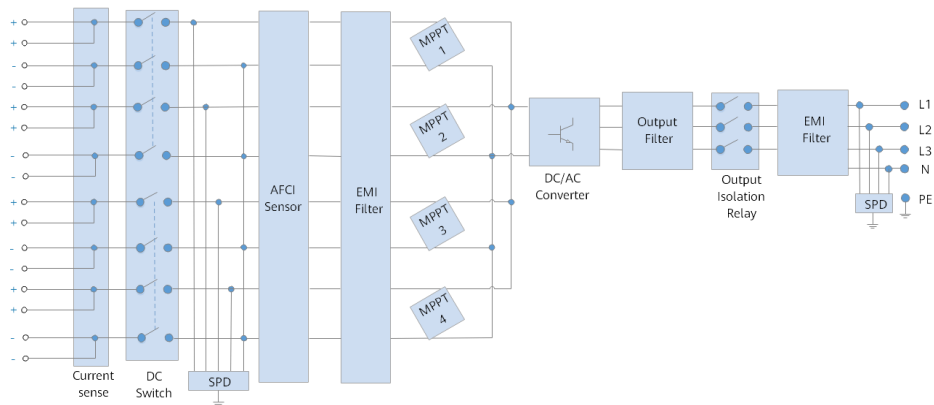 +
+
-
-
+
+
-
-
+
+
-
-
+
+
-
-
Current
sense
DC
Switch
SPD
AFCI
Sensor
EMI
Filter
MPPT
1
MPPT
2
MPPT
3
MPPT
4
DC/AC
Converter
Output
Filter
Output
Isolation
Relay
EMI
Filter
L1
L2
L3
N
PE
SPD